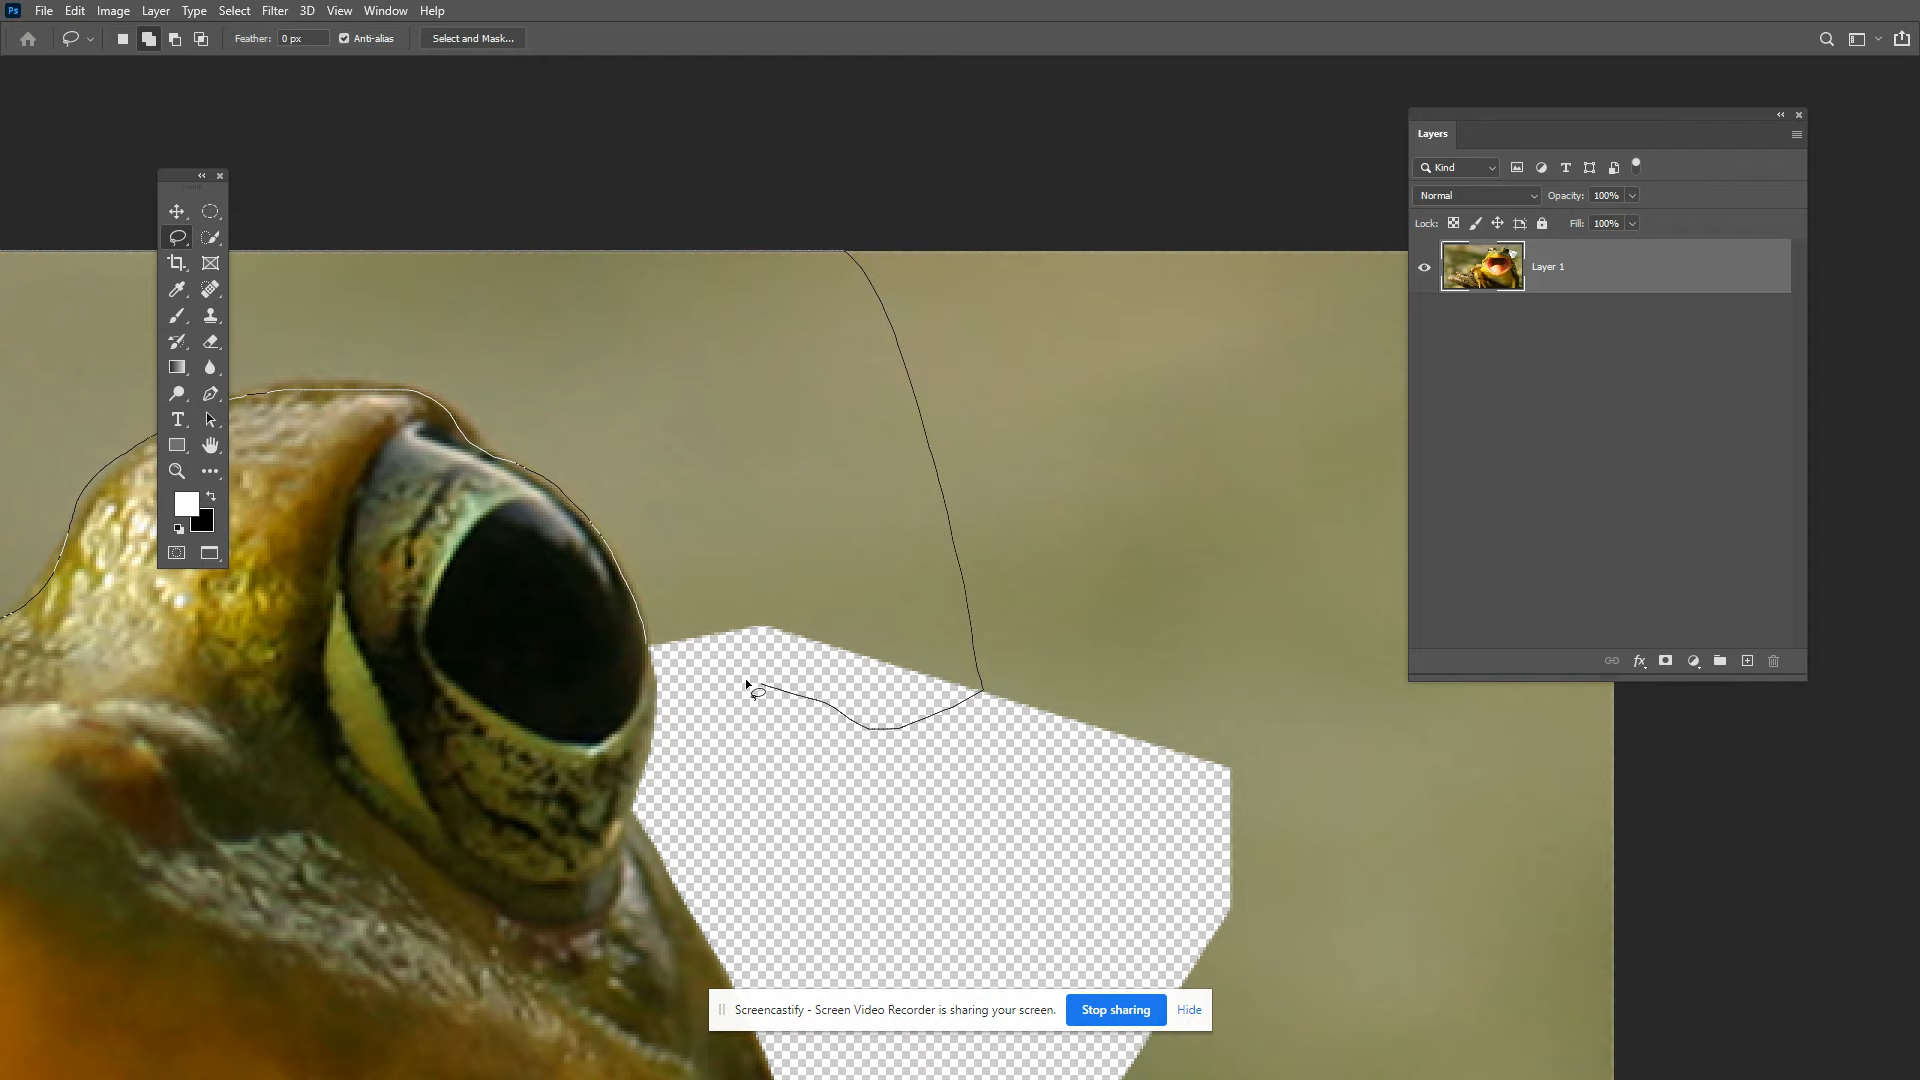 Ps File Edit Image Layer Type Select Filter 3D View Window Help
Feather: 0 px Anti-alias Select and Mask...
Layers
Kind
Normal Opacity: 100%
Lock: Fill: 100%
Layer 1
fx
Screencastify - Screen Video Recorder is sharing your screen. Stop sharing Hide